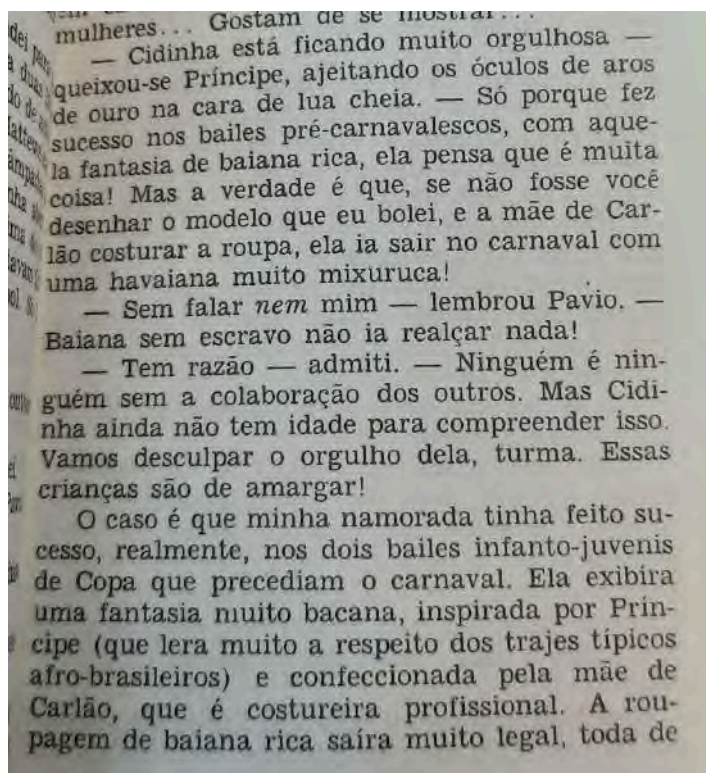 mulheres... Gostam de se mostrar...
— Cidinha está ficando muito orgulhosa —
queixou-se Príncipe, ajeitando os óculos de aros
de ouro na cara de lua cheia. — Só porque fez
sucesso nos bailes pré-carnavalescos, com aque-
la fantasia de baiana rica, ela pensa que é muita
coisa! Mas a verdade é que, se não fosse você
desenhar o modelo que eu bolei, e a mãe de Car-
lão costurar a roupa, ela ia sair no carnaval com
uma havaiana muito mixuruca!
— Sem falar nem mim — lembrou Pavio. —
Baiana sem escravo não ia realçar nada!
— Tem razão — admiti. — Ninguém é nin-
guém sem a colaboração dos outros. Mas Cidi-
nha ainda não tem idade para compreender isso.
Vamos desculpar o orgulho dela, turma. Essas
crianças são de amargar!
O caso é que minha namorada tinha feito su-
cesso, realmente, nos dois bailes infanto-juvenis
de Copa que precediam o carnaval. Ela exibira
uma fantasia muito bacana, inspirada por Prín-
cipe (que lera muito a respeito dos trajes típicos
afro-brasileiros) e confeccionada pela mãe de
Carlão, que é costureira profissional. A rou-
pagem de baiana rica saíra muito legal, toda de